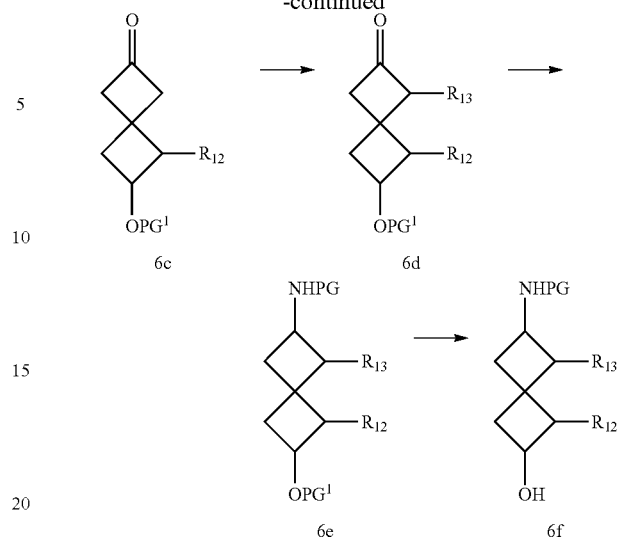 -continued
O
O
5
R13
R12
R12
OPG1
OPG1
10
6c
6d
NHPG
NHPG
15
R13
R13
R12
R12
OPG1
OH
20
6e
6f